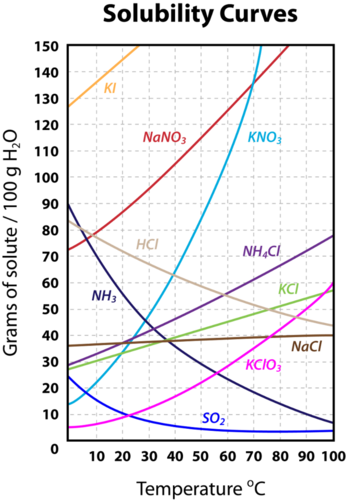 Solubility Curves
Grams of solute / 100 g H₂O
150
140
130
120
110
100
90
80
70
60
50
40
30
20
10
0
KI
NaNO₃
KNO₃
HCl
NH₄Cl
NH₃
KCl
NaCl
KClO₃
SO₂
10 20 30 40 50 60 70 80 90 100
Temperature ºC